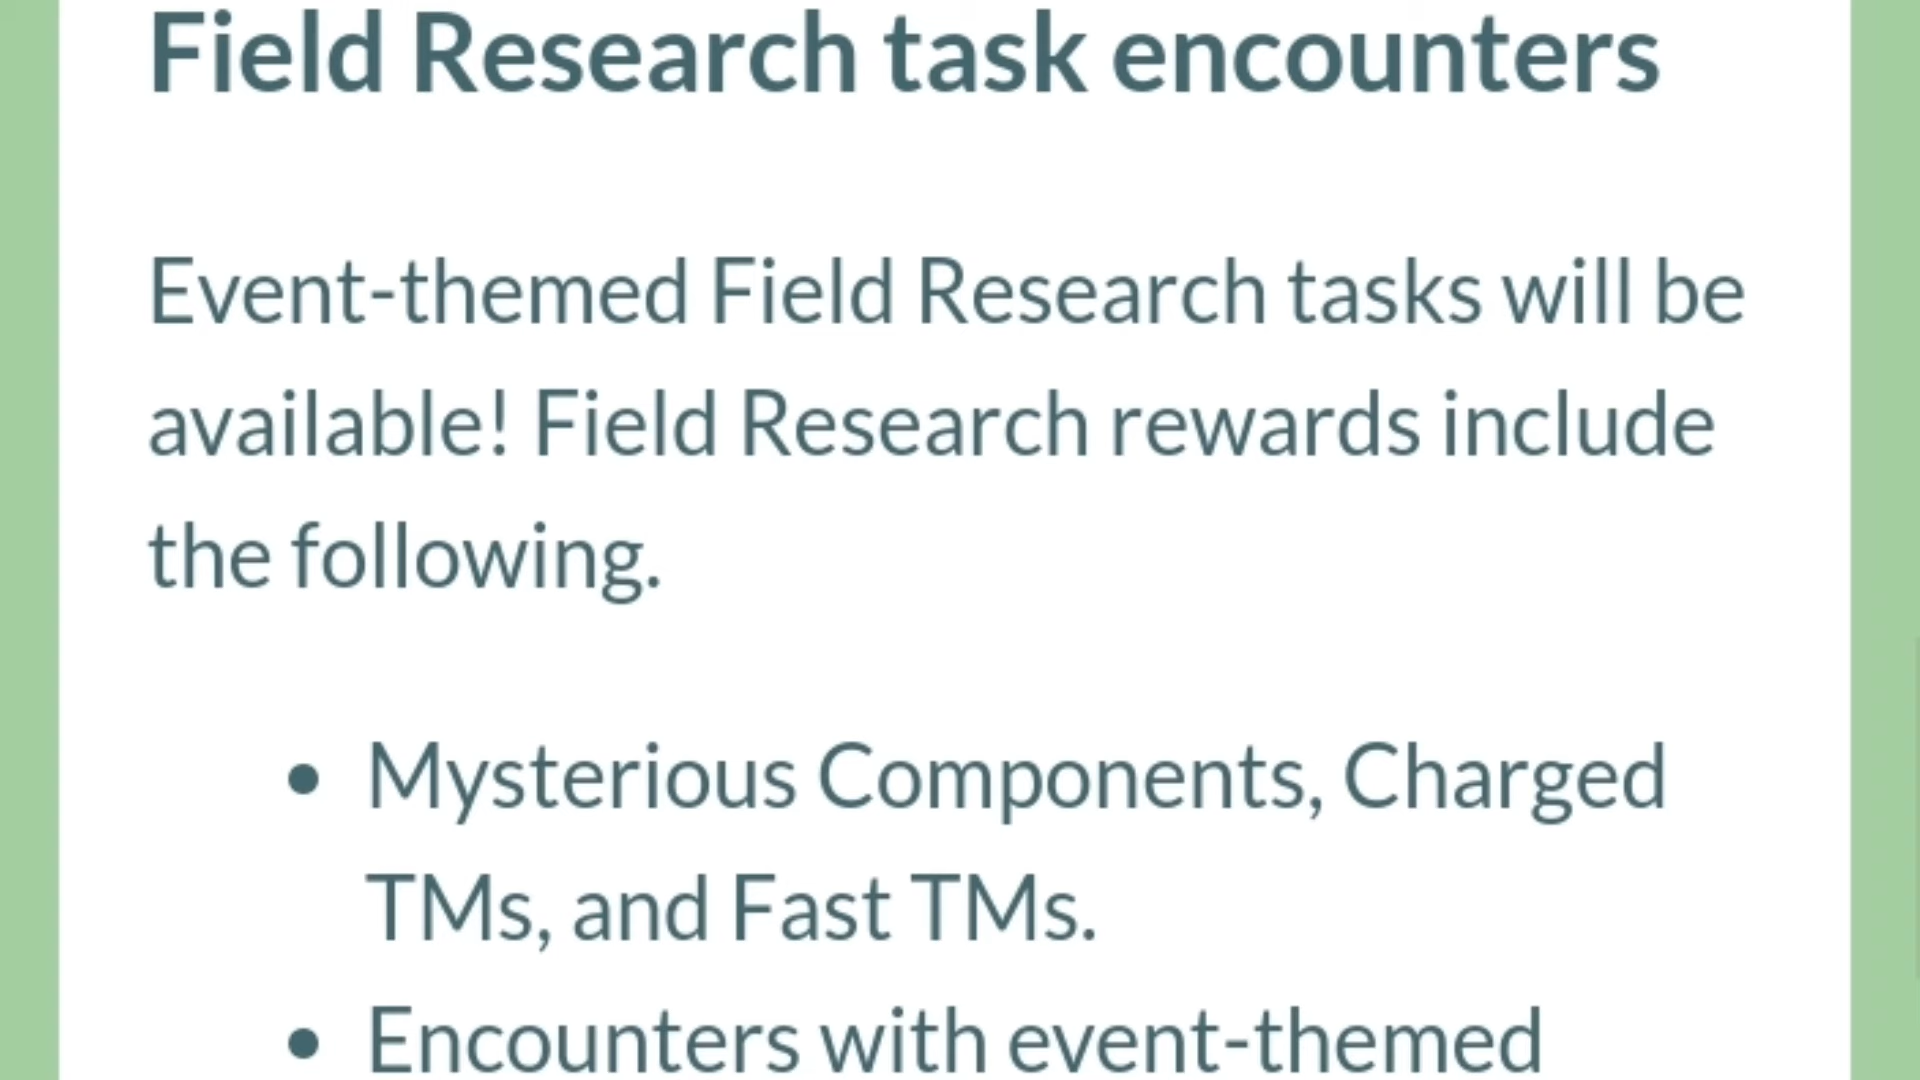 Field Research task encounters
Event-themed Field Research tasks will be
available! Field Research rewards include
the following.
• Mysterious Components, Charged
TMs, and Fast TMs.
• Encounters with event-themed